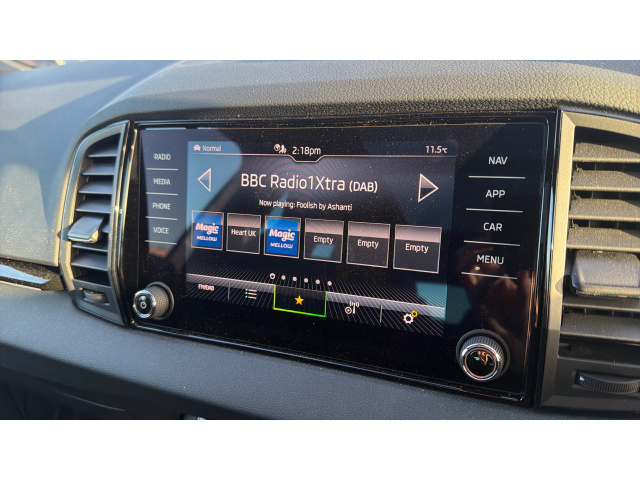 Normal
2:18pm
11.5°C
RADIO
MEDIA
PHONE
VOICE
NAV
APP
CAR
MENU
BBC Radio1Xtra (DAB)
Now playing: Foolish by Ashanti
Magic
MELLOW
Heart UK
Magic
MELLOW
Empty
Empty
Empty
FM/DAB